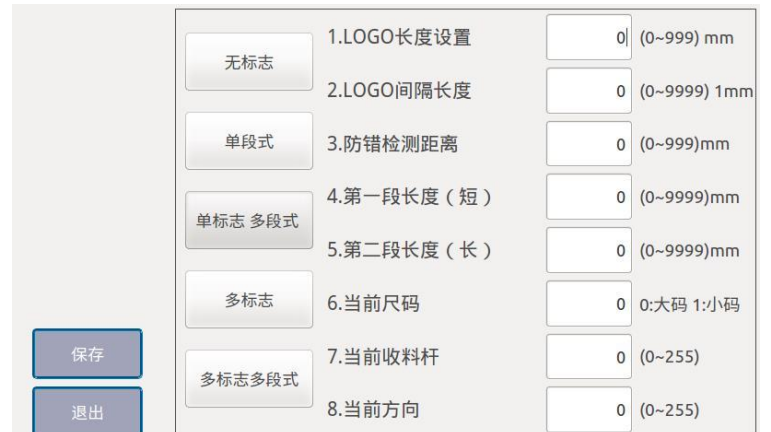 无标志
单段式
单标志 多段式
多标志
多标志多段式
保存
退出
1.LOGO长度设置 0 (0~999) mm
2.LOGO间隔长度 0 (0~9999) 1mm
3.防错检测距离 0 (0~999)mm
4.第一段长度（短） 0 (0~9999)mm
5.第二段长度（长） 0 (0~9999)mm
6.当前尺码 0 0:大码 1:小码
7.当前收料杆 0 (0~255)
8.当前方向 0 (0~255)